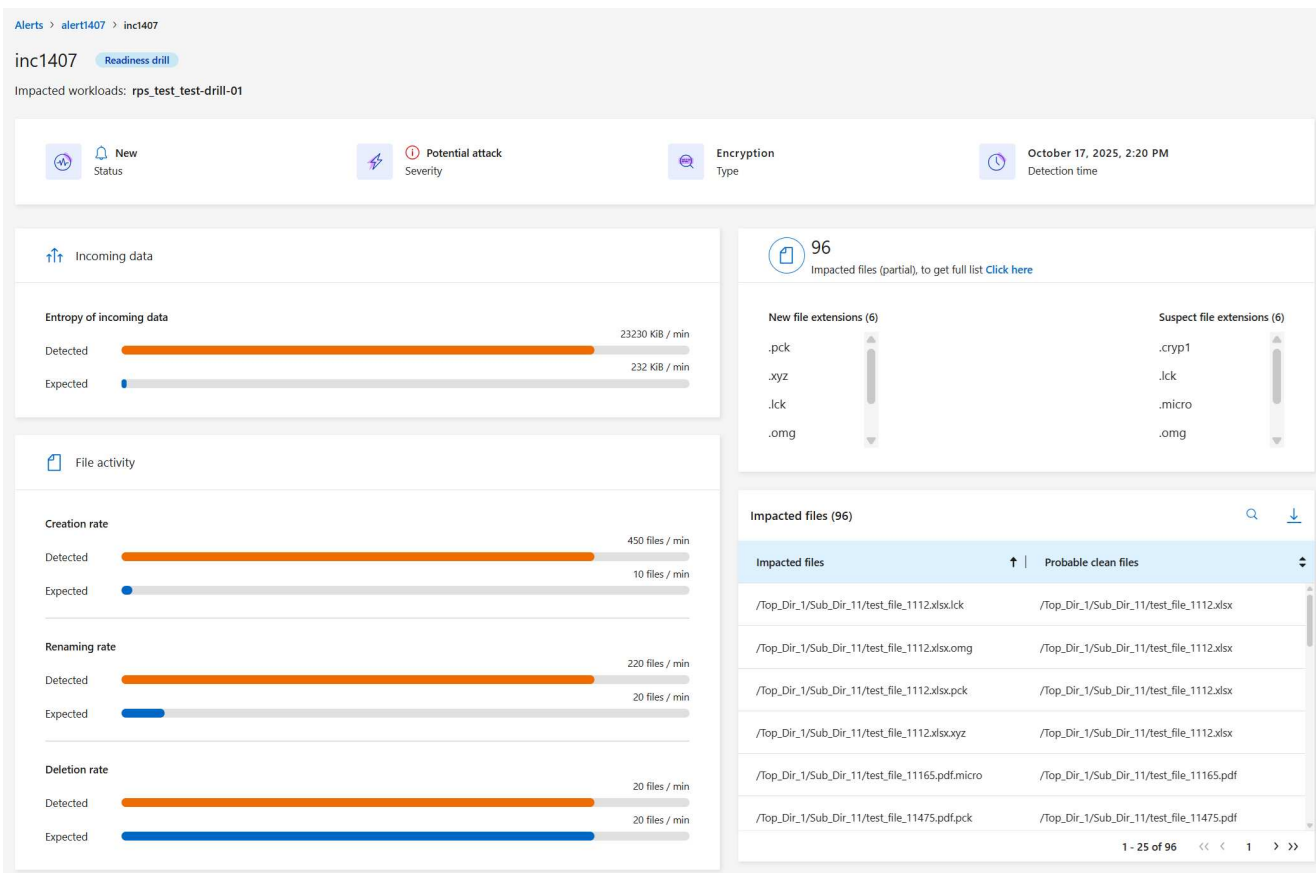 Alerts > alert1407 > inc1407
inc1407 Readiness drill
Impacted workloads: rps_test_test-drill-01
New
Status
Potential attack
Severity
Encryption
Type
October 17, 2025, 2:20 PM
Detection time
Incoming data
Entropy of incoming data
23230 KiB / min
Detected
232 KiB / min
Expected
File activity
Creation rate
450 files / min
Detected
10 files / min
Expected
Renaming rate
220 files / min
Detected
20 files / min
Expected
Deletion rate
20 files / min
Detected
20 files / min
Expected
96
Impacted files (partial), to get full list Click here
New file extensions (6)
.pck
.xyz
.lck
.omg
Suspect file extensions (6)
.cryp1
.lck
.micro
.omg
Impacted files (96)
Impacted files Probable clean files
/Top_Dir_1/Sub_Dir_11/test_file_1112.xlsx.lck /Top_Dir_1/Sub_Dir_11/test_file_1112.xlsx
/Top_Dir_1/Sub_Dir_11/test_file_1112.xlsx.omg /Top_Dir_1/Sub_Dir_11/test_file_1112.xlsx
/Top_Dir_1/Sub_Dir_11/test_file_1112.xlsx.pck /Top_Dir_1/Sub_Dir_11/test_file_1112.xlsx
/Top_Dir_1/Sub_Dir_11/test_file_1112.xlsx.xyz /Top_Dir_1/Sub_Dir_11/test_file_1112.xlsx
/Top_Dir_1/Sub_Dir_11/test_file_11165.pdf.micro /Top_Dir_1/Sub_Dir_11/test_file_11165.pdf
/Top_Dir_1/Sub_Dir_11/test_file_11475.pdf.pck /Top_Dir_1/Sub_Dir_11/test_file_11475.pdf
1 - 25 of 96 << < 1 > >>